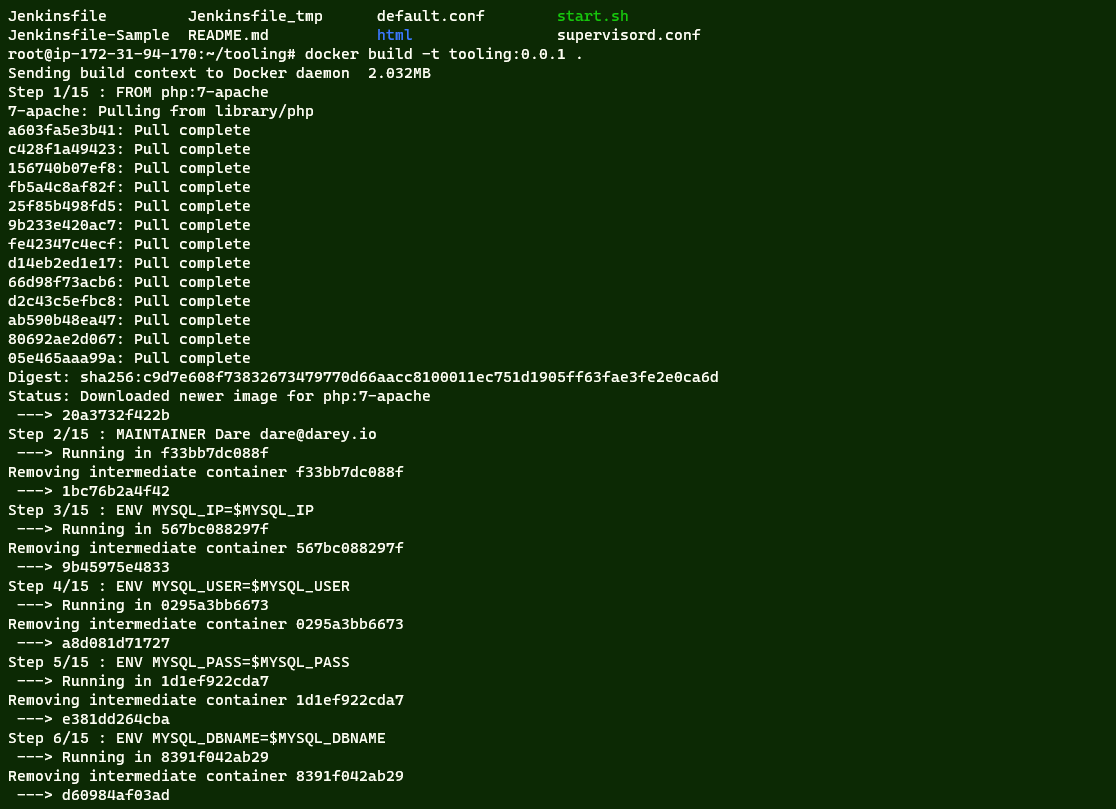 Jenkinsfile         Jenkinsfile_tmp      default.conf        start.sh
Jenkinsfile-Sample  README.md            html                supervisord.conf
root@ip-172-31-94-170:~/tooling# docker build -t tooling:0.0.1 .
Sending build context to Docker daemon  2.032MB
Step 1/15 : FROM php:7-apache
7-apache: Pulling from library/php
a603fa5e3b41: Pull complete
c428f1a49423: Pull complete
156740b07ef8: Pull complete
fb5a4c8af82f: Pull complete
25f85b498fd5: Pull complete
9b233e420ac7: Pull complete
fe42347c4ecf: Pull complete
d14eb2ed1e17: Pull complete
66d98f73acb6: Pull complete
d2c43c5efbc8: Pull complete
ab590b48ea47: Pull complete
80692ae2d067: Pull complete
05e465aaa99a: Pull complete
Digest: sha256:c9d7e608f73832673479770d66aacc8100011ec751d1905ff63fae3fe2e0ca6d
Status: Downloaded newer image for php:7-apache
 ---> 20a3732f422b
Step 2/15 : MAINTAINER Dare dare@darey.io
 ---> Running in f33bb7dc088f
Removing intermediate container f33bb7dc088f
 ---> 1bc76b2a4f42
Step 3/15 : ENV MYSQL_IP=$MYSQL_IP
 ---> Running in 567bc088297f
Removing intermediate container 567bc088297f
 ---> 9b45975e4833
Step 4/15 : ENV MYSQL_USER=$MYSQL_USER
 ---> Running in 0295a3bb6673
Removing intermediate container 0295a3bb6673
 ---> a8d081d71727
Step 5/15 : ENV MYSQL_PASS=$MYSQL_PASS
 ---> Running in 1d1ef922cda7
Removing intermediate container 1d1ef922cda7
 ---> e381dd264cba
Step 6/15 : ENV MYSQL_DBNAME=$MYSQL_DBNAME
 ---> Running in 8391f042ab29
Removing intermediate container 8391f042ab29
 ---> d60984af03ad